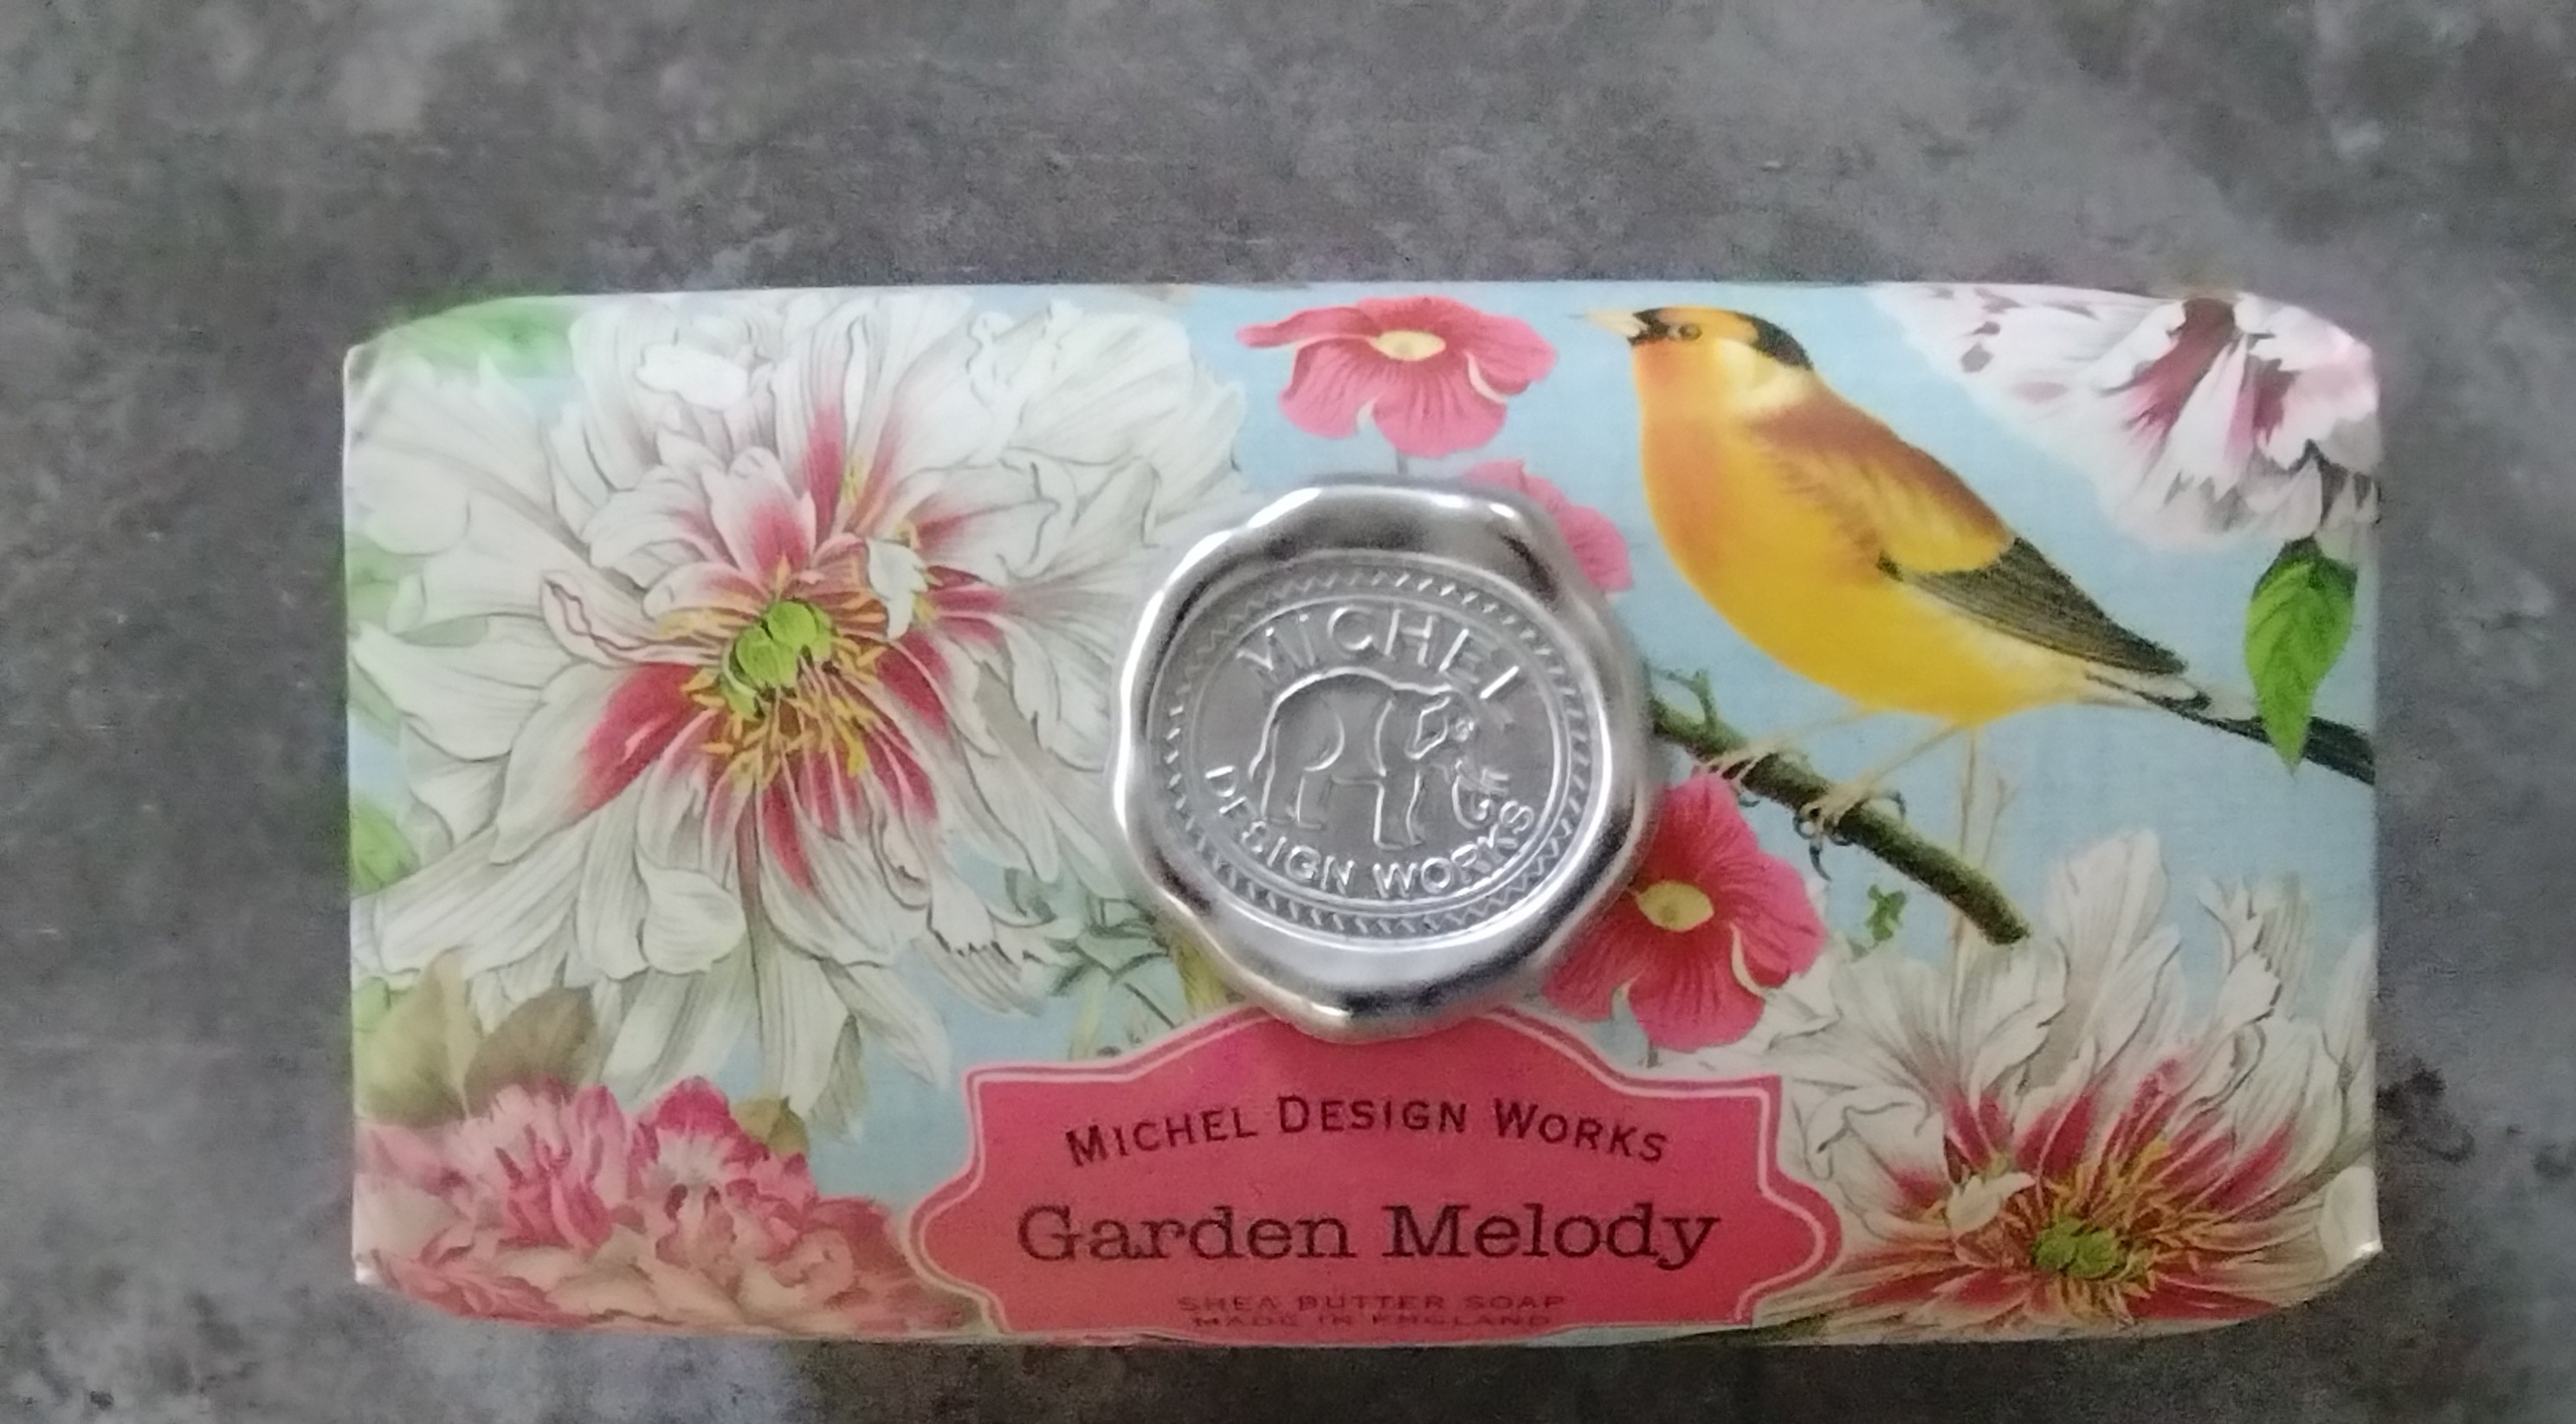 MICHEL
DESIGN WORKS
MICHEL DESIGN WORKS
Garden Melody
SHEA BUTTER SOAP
MADE IN ENGLAND